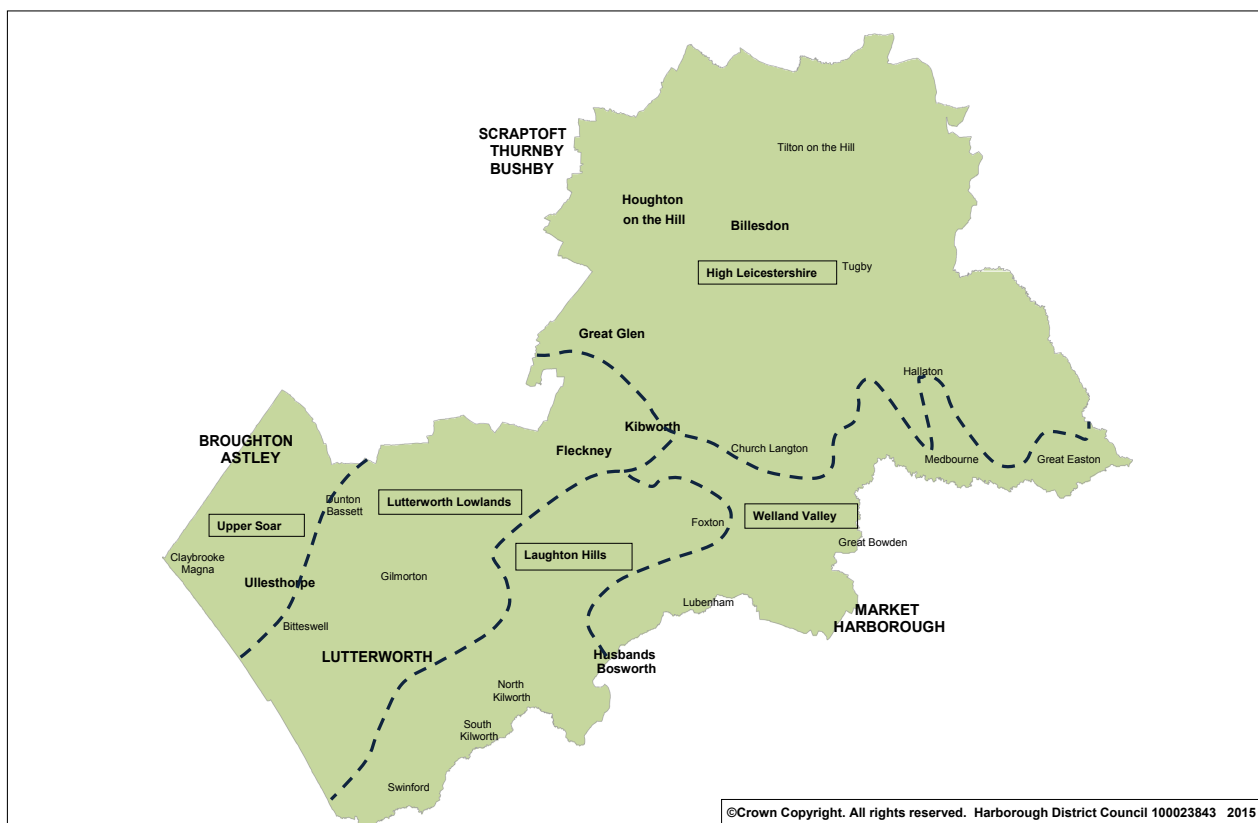 SCRAPTOFT
THURNBY
BUSHBY
Tilton on the Hill
Houghton
on the Hill
Billesdon
High Leicestershire
Tugby
Great Glen
Hallaton
Kibworth
BROUGHTON
ASTLEY
Fleckney
Church Langton
Medbourne
Great Easton
Dunton
Bassett
Lutterworth Lowlands
Upper Soar
Foxton
Welland Valley
Great Bowden
Claybrooke
Magna
Laughton Hills
Ullesthorpe
Gilmorton
Lubenham
MARKET
HARBOROUGH
Bitteswell
LUTTERWORTH
Husbands
Bosworth
North
Kilworth
South
Kilworth
Swinford
©Crown Copyright. All rights reserved. Harborough District Council 100023843 2015